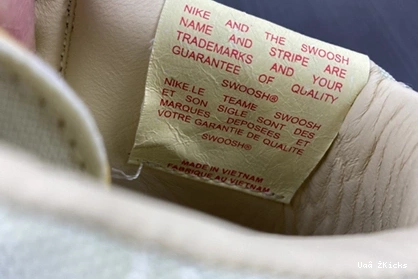 NIKE AND THE SWOOSH
NAME AND STRIPE ARE
TRADEMARKS AND YOUR
GUARANTEE OF QUALITY
SWOOSH®
NIKE.LE TEAME SWOOSH
ET SON SIGLE SONT DES
MARQUES DEPOSEES ET
VOTRE GARANTIE DE QUALITE
SWOOSH®
MADE IN VIETNAM
FABRIQUE AU VIETNAM